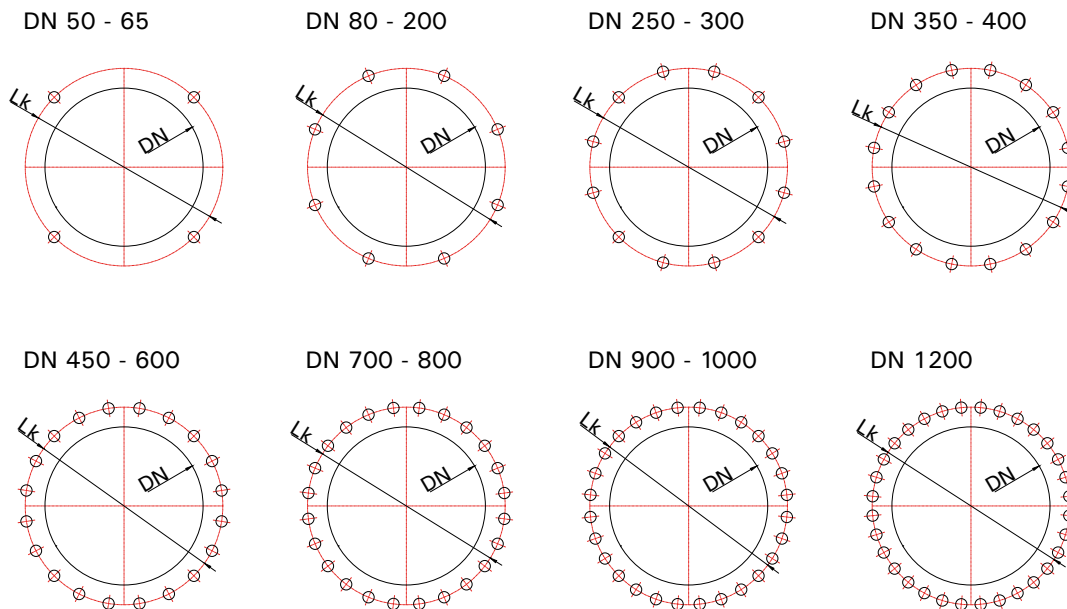 DN 50 - 65
DN 80 - 200
DN 250 - 300
DN 350 - 400
Lk
DN
Lk
DN
Lk
DN
Lk
DN
DN 450 - 600
DN 700 - 800
DN 900 - 1000
DN 1200
Lk
DN
Lk
DN
Lk
DN
Lk
DN